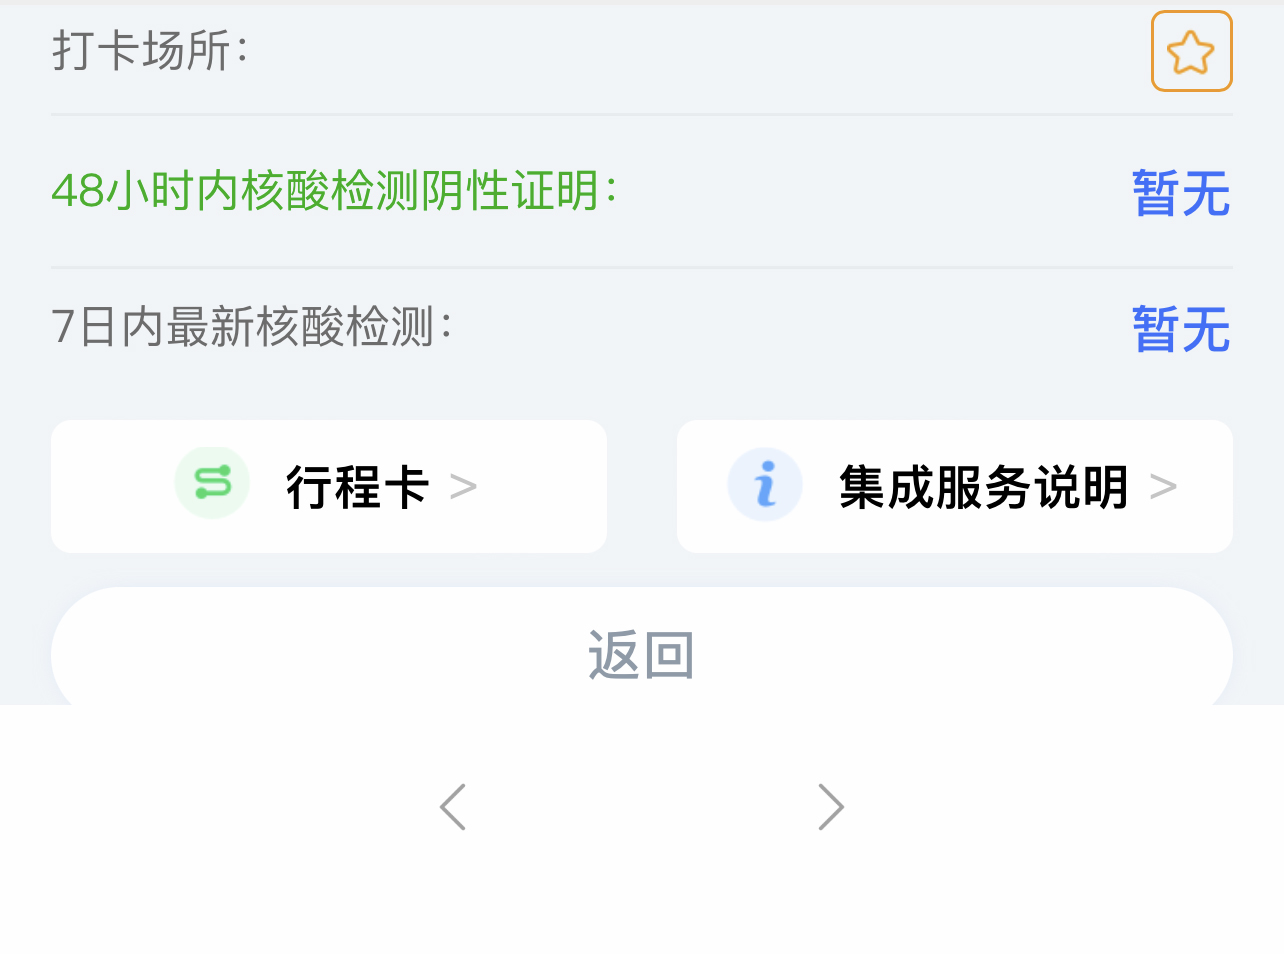 打卡场所：
48小时内核酸检测阴性证明： 暂无
7日内最新核酸检测： 暂无
行程卡 > 集成服务说明 >
返回